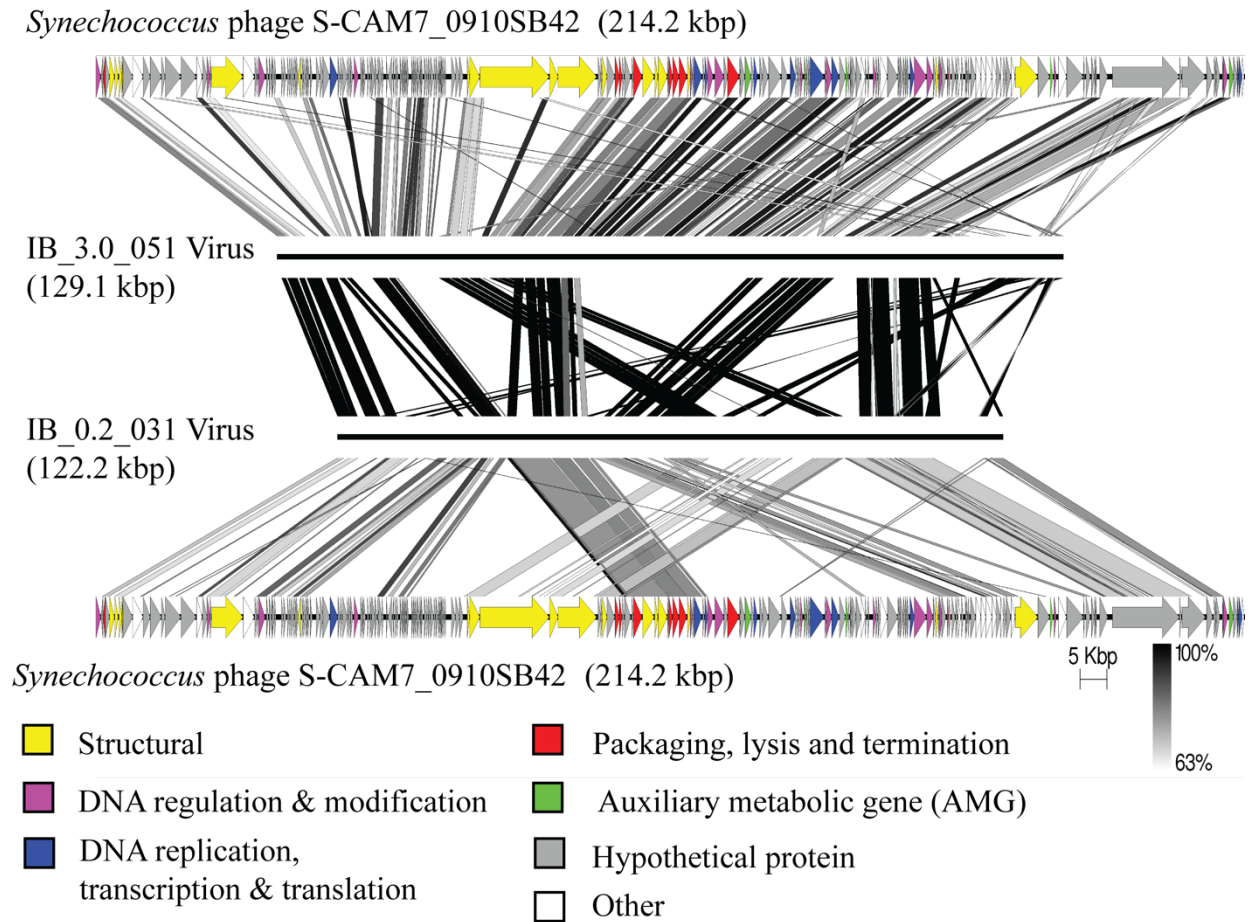 Synechococcus phage S-CAM7_0910SB42 (214.2 kbp)
IB_3.0_051 Virus
(129.1 kbp)
IB_0.2_031 Virus
(122.2 kbp)
Synechococcus phage S-CAM7_0910SB42 (214.2 kbp)
5 Kbp
100%
63%
Structural
Packaging, lysis and termination
DNA regulation & modification
Auxiliary metabolic gene (AMG)
DNA replication,
transcription & translation
Hypothetical protein
Other